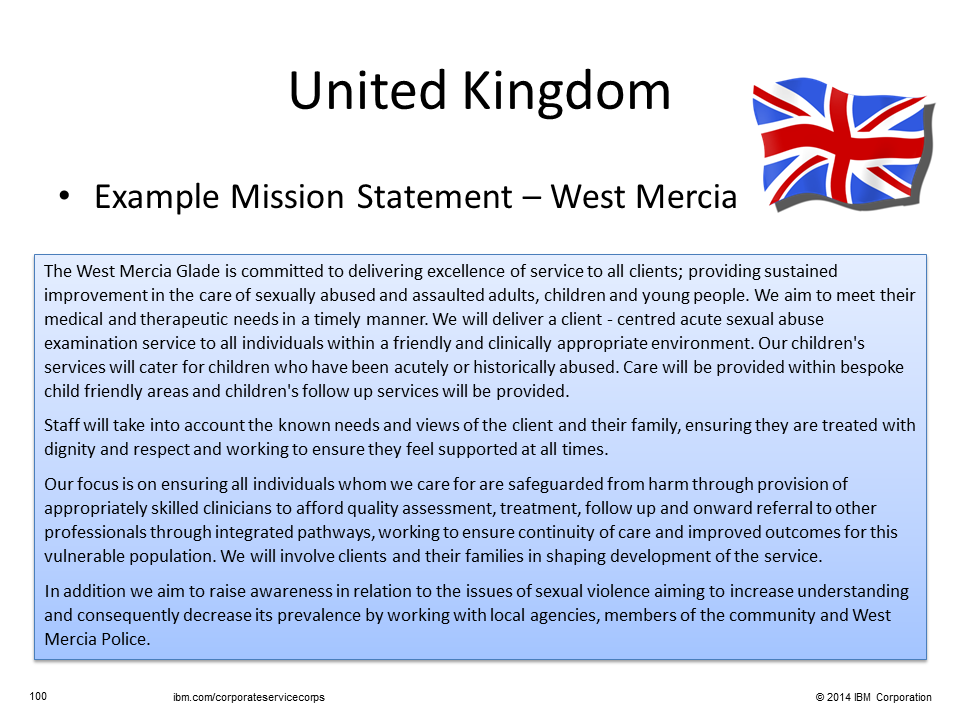 United Kingdom
• Example Mission Statement – West Mercia
The West Mercia Glade is committed to delivering excellence of service to all clients; providing sustained
improvement in the care of sexually abused and assaulted adults, children and young people. We aim to meet their
medical and therapeutic needs in a timely manner. We will deliver a client - centred acute sexual abuse
examination service to all individuals within a friendly and clinically appropriate environment. Our children's
services will cater for children who have been acutely or historically abused. Care will be provided within bespoke
child friendly areas and children's follow up services will be provided.
Staff will take into account the known needs and views of the client and their family, ensuring they are treated with
dignity and respect and working to ensure they feel supported at all times.
Our focus is on ensuring all individuals whom we care for are safeguarded from harm through provision of
appropriately skilled clinicians to afford quality assessment, treatment, follow up and onward referral to other
professionals through integrated pathways, working to ensure continuity of care and improved outcomes for this
vulnerable population. We will involve clients and their families in shaping development of the service.
In addition we aim to raise awareness in relation to the issues of sexual violence aiming to increase understanding
and consequently decrease its prevalence by working with local agencies, members of the community and West
Mercia Police.
100 ibm.com/corporateservicecorps © 2014 IBM Corporation